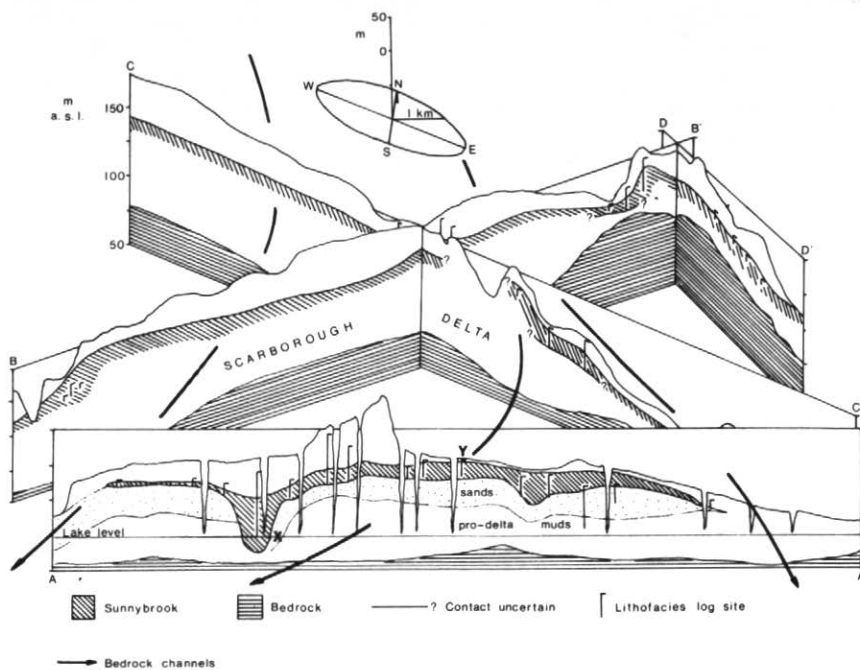 50
m
0
C
W
N
1 km
S
E
m
a.s.l.
150
100
50
D
B'
?
?
?
D'
?
?
SCARBOROUGH
DELTA
?
?
B
C'
Y
sands
Lake level
X
pro-delta muds
A
A'
Sunnybrook
Bedrock
? Contact uncertain
Lithofacies log site
Bedrock channels